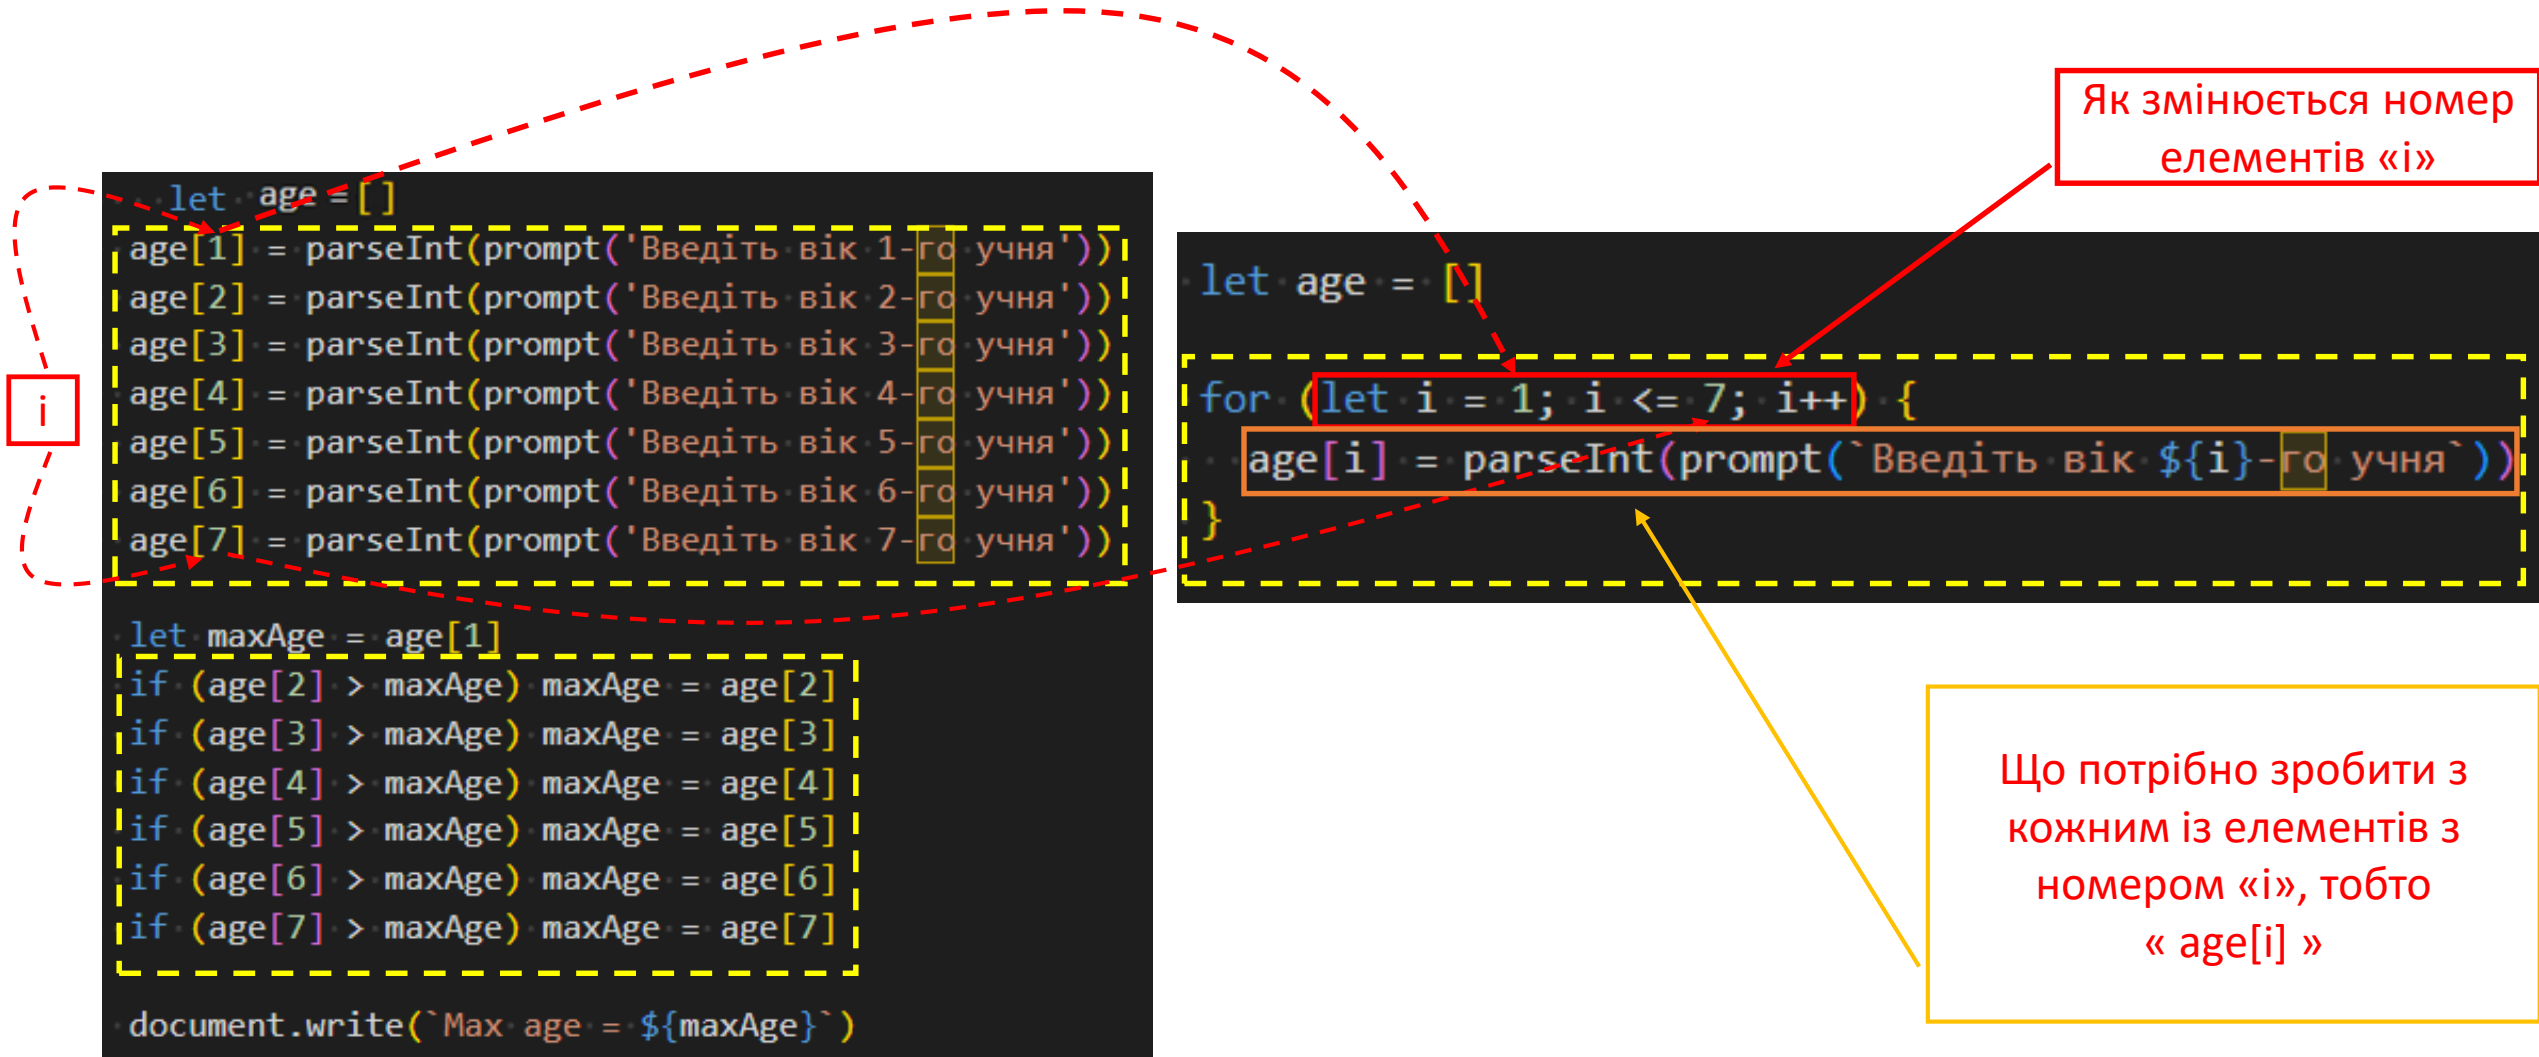 Як змінюється номер
елементів «і»
let age = []
age[1] = parseInt(prompt('Введіть вік 1-го учня'))
age[2] = parseInt(prompt('Введіть вік 2-го учня'))
age[3] = parseInt(prompt('Введіть вік 3-го учня'))
age[4] = parseInt(prompt('Введіть вік 4-го учня'))
age[5] = parseInt(prompt('Введіть вік 5-го учня'))
age[6] = parseInt(prompt('Введіть вік 6-го учня'))
age[7] = parseInt(prompt('Введіть вік 7-го учня'))
let maxAge = age[1]
if (age[2] > maxAge) maxAge = age[2]
if (age[3] > maxAge) maxAge = age[3]
if (age[4] > maxAge) maxAge = age[4]
if (age[5] > maxAge) maxAge = age[5]
if (age[6] > maxAge) maxAge = age[6]
if (age[7] > maxAge) maxAge = age[7]
document.write(`Max age = ${maxAge}`)
і
let age = []
for (let i = 1; i <= 7; i++) {
age[i] = parseInt(prompt(`Введіть вік ${i}-го учня`))
}
Що потрібно зробити з
кожним із елементів з
номером «і», тобто
« age[i] »